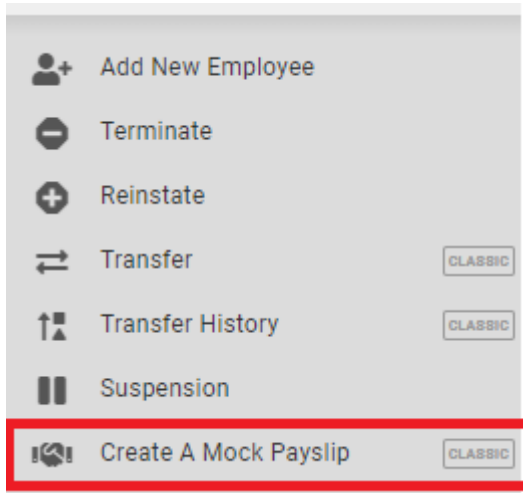 Add New Employee
Terminate
Reinstate
Transfer CLASSIC
Transfer History CLASSIC
Suspension
Create A Mock Payslip CLASSIC